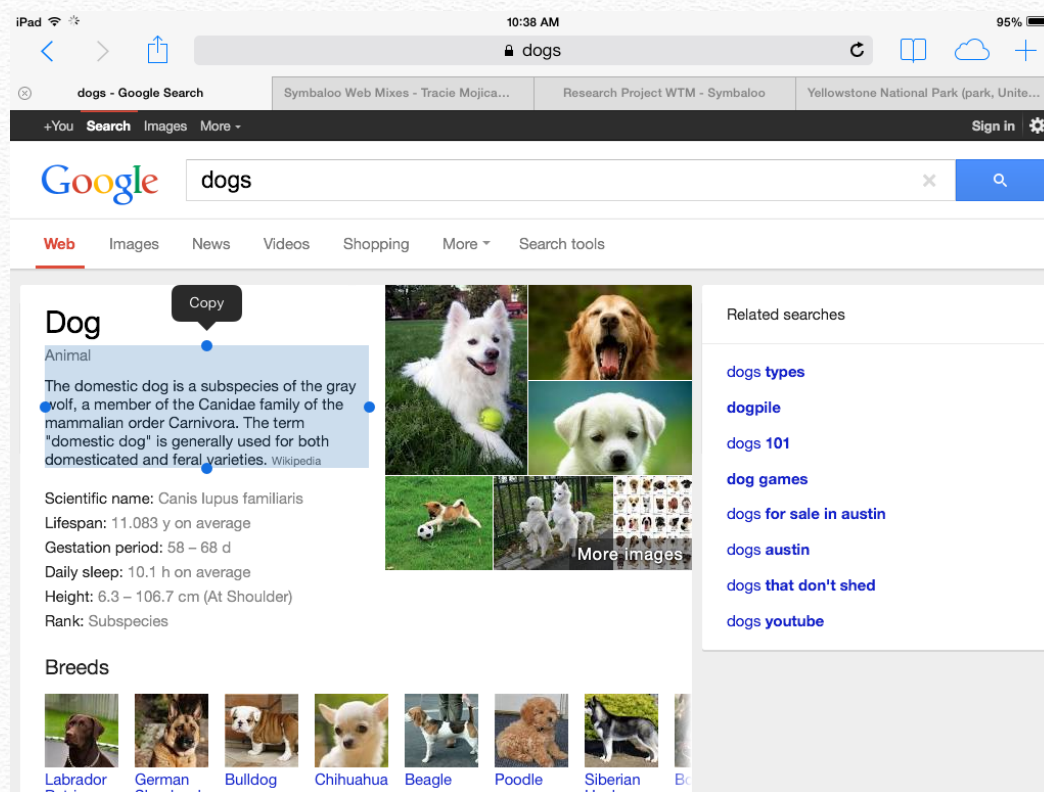 iPad 10:38 AM 95%
dogs
dogs - Google Search
Symbaloo Web Mixes - Tracie Mojica...
Research Project WTM - Symbaloo
Yellowstone National Park (park, Unite...
+You Search Images More Sign in
Google dogs
Web Images News Videos Shopping More Search tools
Copy
Dog
Animal
The domestic dog is a subspecies of the gray
wolf, a member of the Canidae family of the
mammalian order Carnivora. The term
"domestic dog" is generally used for both
domesticated and feral varieties. Wikipedia
Scientific name: Canis lupus familiaris
Lifespan: 11.083 y on average
Gestation period: 58 – 68 d
Daily sleep: 10.1 h on average
Height: 6.3 – 106.7 cm (At Shoulder)
Rank: Subspecies
More images
Related searches
dogs types
dogpile
dogs 101
dog games
dogs for sale in austin
dogs austin
dogs that don't shed
dogs youtube
Breeds
Labrador
German
Bulldog
Chihuahua
Beagle
Poodle
Siberian